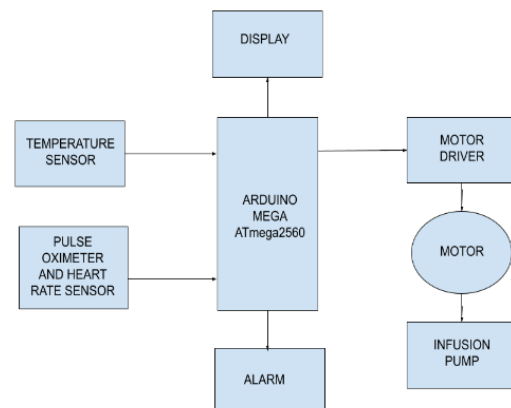 DISPLAY
TEMPERATURE
SENSOR
ARDUINO
MEGA
ATmega2560
MOTOR
DRIVER
PULSE
OXIMETER
AND HEART
RATE SENSOR
MOTOR
INFUSION
PUMP
ALARM